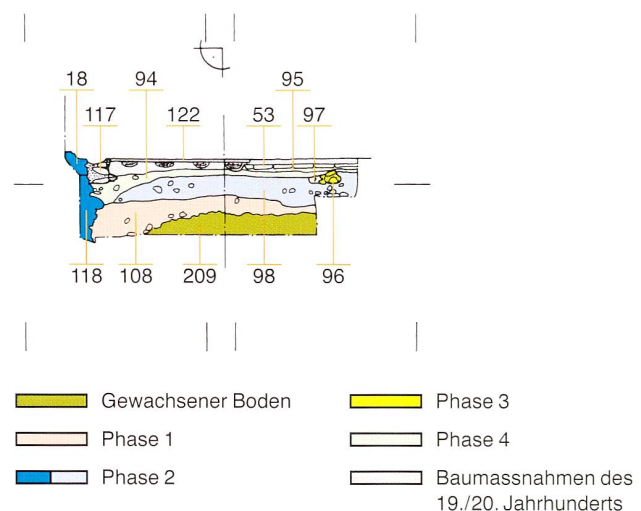 18 94 95
117 122 53 97
118 108 209 98 96
Gewachsener Boden
Phase 1
Phase 2
Phase 3
Phase 4
Baumassnahmen des
19./20. Jahrhunderts